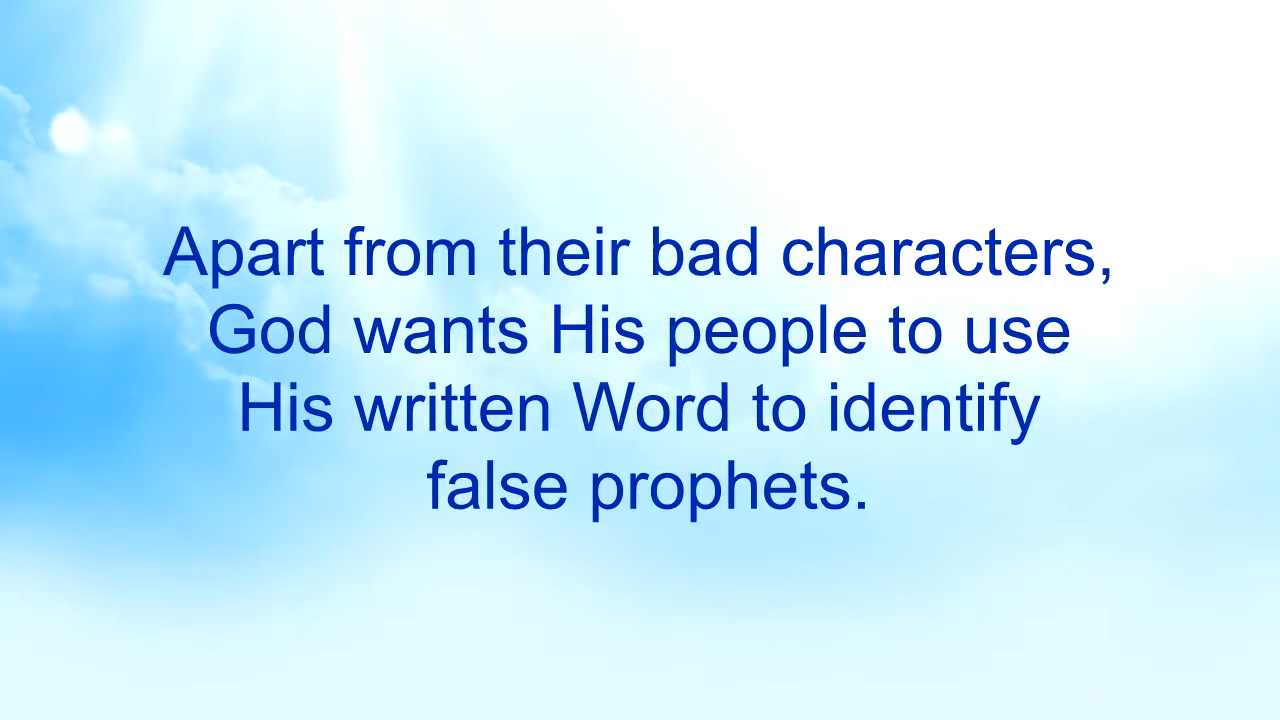 Apart from their bad characters,
God wants His people to use
His written Word to identify
false prophets.